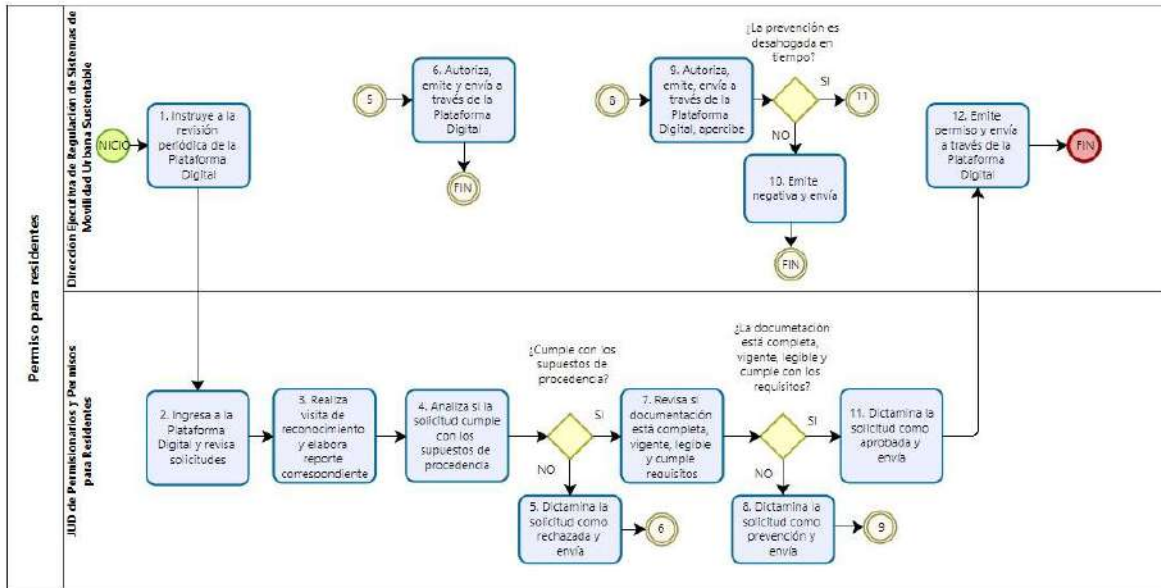 Permiso para residentes
Dirección Ejecutiva de Regulación de Sistemas de
Movilidad Urbana Sustentable
INICIO
1. Instruye a la
revisión
periódica de la
Plataforma
Digital
5
6. Autoriza,
emite y envía a
través de la
Plataforma
Digital
FIN
8
9. Autoriza,
emite, envía a
través de la
Plataforma
Digital, apercibe
¿La prevención es
desahogada en
tiempo?
SI
11
NO
10. Emite
negativa y envía
FIN
12. Emite
permiso y envía
a través de la
Plataforma
Digital
FIN
JUD de Permisionarios y Permisos
para Residentes
2. Ingresa a la
Plataforma
Digital y revisa
solicitudes
3. Realiza
visita de
reconocimiento
y elabora
reporte
correspondiente
4. Analiza si la
solicitud cumple
con los
supuestos de
procedencia
¿Cumple con los
supuestos de
procedencia?
SI
NO
5. Dictamina la
solicitud como
rechazada y
envía
6
7. Revisa si
documentación
está completa,
vigente, legible
y cumple
requisitos
¿La documetación
está completa,
vigente, legible y
cumple con los
requisitos?
SI
NO
8. Dictamina la
solicitud como
prevención y
envía
9
11. Dictamina la
solicitud como
aprobada y
envía